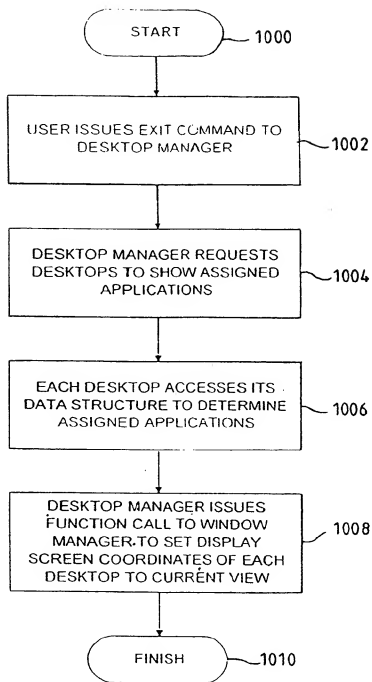 START
1000
USER ISSUES EXIT COMMAND TO
DESKTOP MANAGER
1002
DESKTOP MANAGER REQUESTS
DESKTOPS TO SHOW ASSIGNED
APPLICATIONS
1004
EACH DESKTOP ACCESSES ITS
DATA STRUCTURE TO DETERMINE
ASSIGNED APPLICATIONS
1006
DESKTOP MANAGER ISSUES
FUNCTION CALL TO WINDOW
MANAGER TO SET DISPLAY
SCREEN COORDINATES OF EACH
DESKTOP TO CURRENT VIEW
1008
FINISH
1010